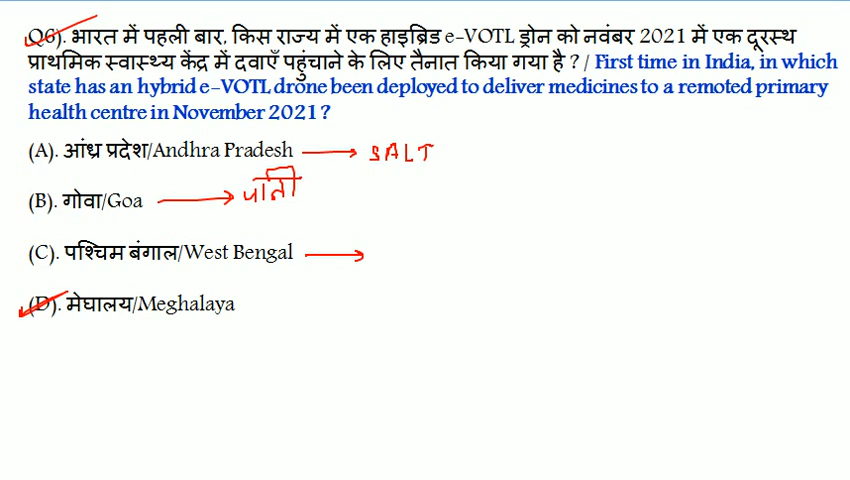 Q6). भारत में पहली बार, किस राज्य में एक हाइब्रिड e-VOTL ड्रोन को नवंबर 2021 में एक दूरस्थ
प्राथमिक स्वास्थ्य केंद्र में दवाएँ पहुंचाने के लिए तैनात किया गया है ? / First time in India, in which
state has an hybrid e-VOTL drone been deployed to deliver medicines to a remoted primary
health centre in November 2021 ?
(A). आंध्र प्रदेश/Andhra Pradesh SALT
(B). गोवा/Goa पानी
(C). पश्चिम बंगाल/West Bengal
(D). मेघालय/Meghalaya